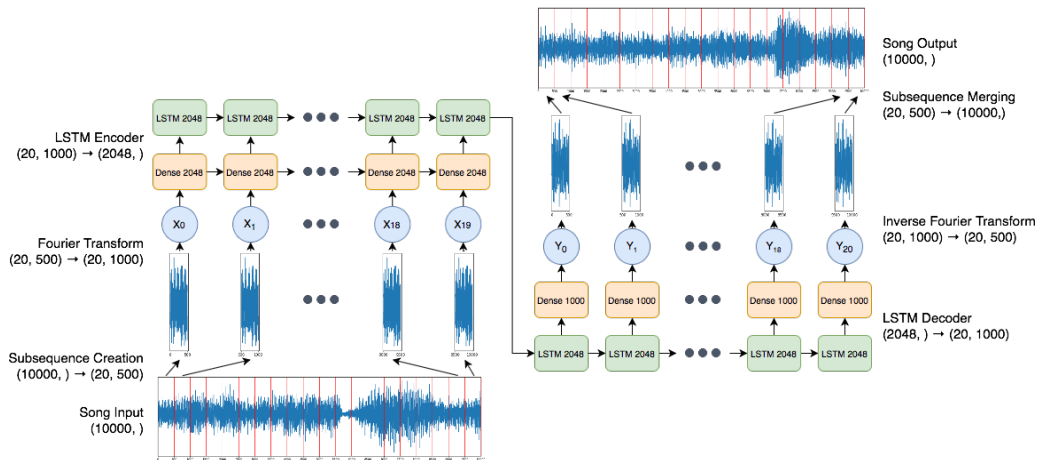 Song Output
(10000, )
Subsequence Merging
(20, 500) → (10000,)
LSTM 2048
LSTM 2048
LSTM 2048
LSTM 2048
LSTM Encoder
(20, 1000) → (2048, )
Dense 2048
Dense 2048
Dense 2048
Dense 2048
X0
X1
X18
X19
Fourier Transform
(20, 500) → (20, 1000)
Inverse Fourier Transform
(20, 1000) → (20, 500)
Y0
Y1
Y18
Y20
Dense 1000
Dense 1000
Dense 1000
Dense 1000
LSTM Decoder
(2048, ) → (20, 1000)
LSTM 2048
LSTM 2048
LSTM 2048
LSTM 2048
Subsequence Creation
(10000, ) → (20, 500)
Song Input
(10000, )